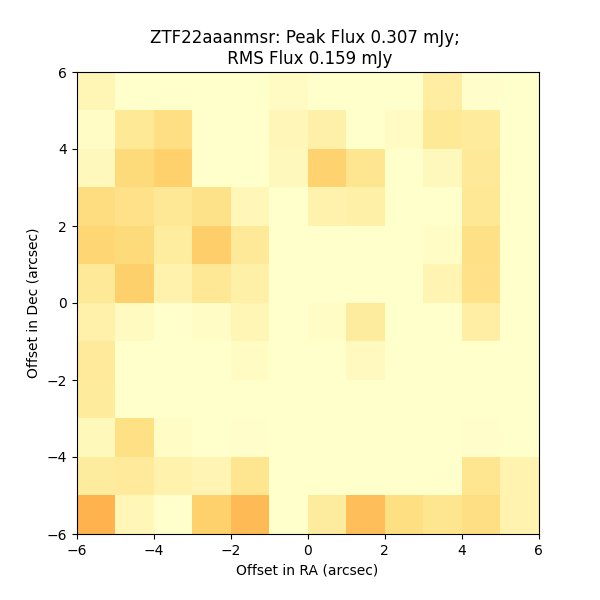 ZTF22aaanmsr: Peak Flux 0.307 mJy;
RMS Flux 0.159 mJy
6
4
2
0
−2
−4
−6
Offset in Dec (arcsec)
−6 −4 −2 0 2 4 6
Offset in RA (arcsec)